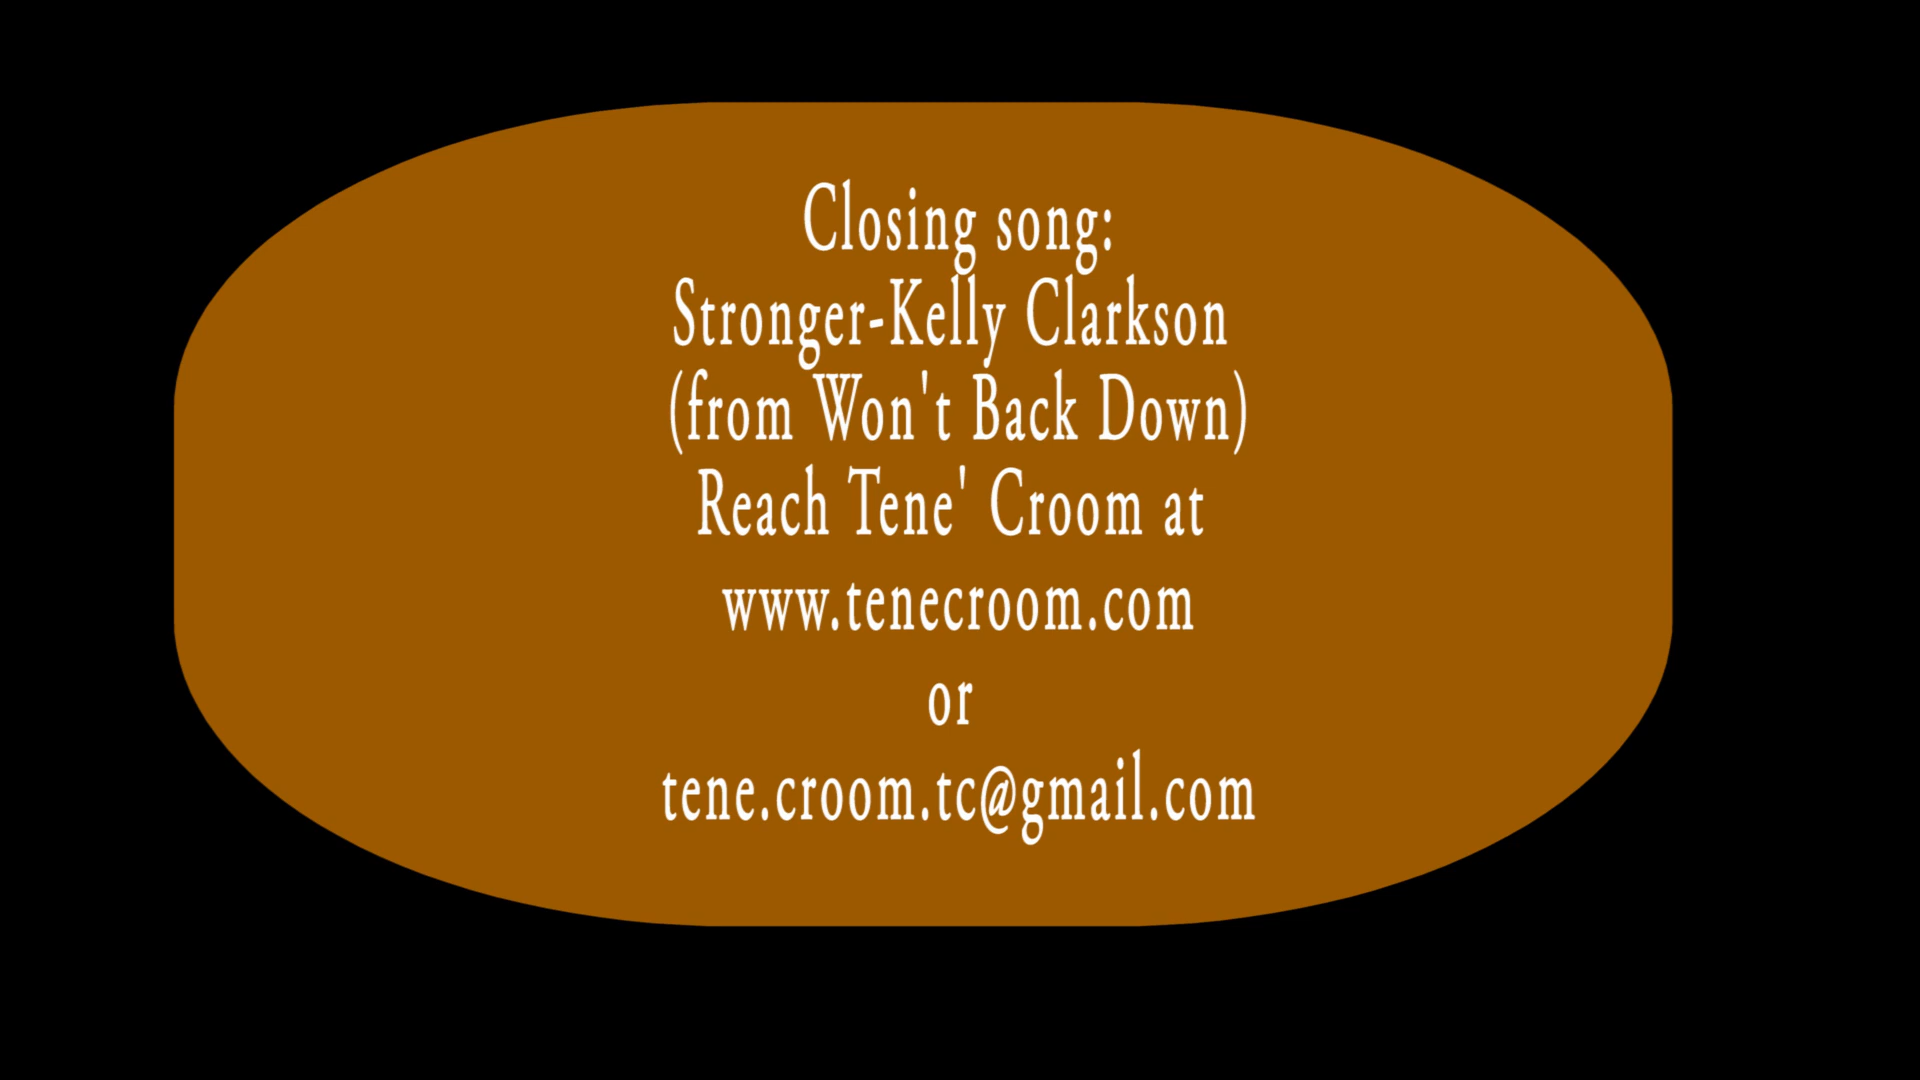 Closing song:
Stronger-Kelly Clarkson
(from Won't Back Down)
Reach Tene' Croom at
www.tenecroom.com
or
tene.croom.tc@gmail.com